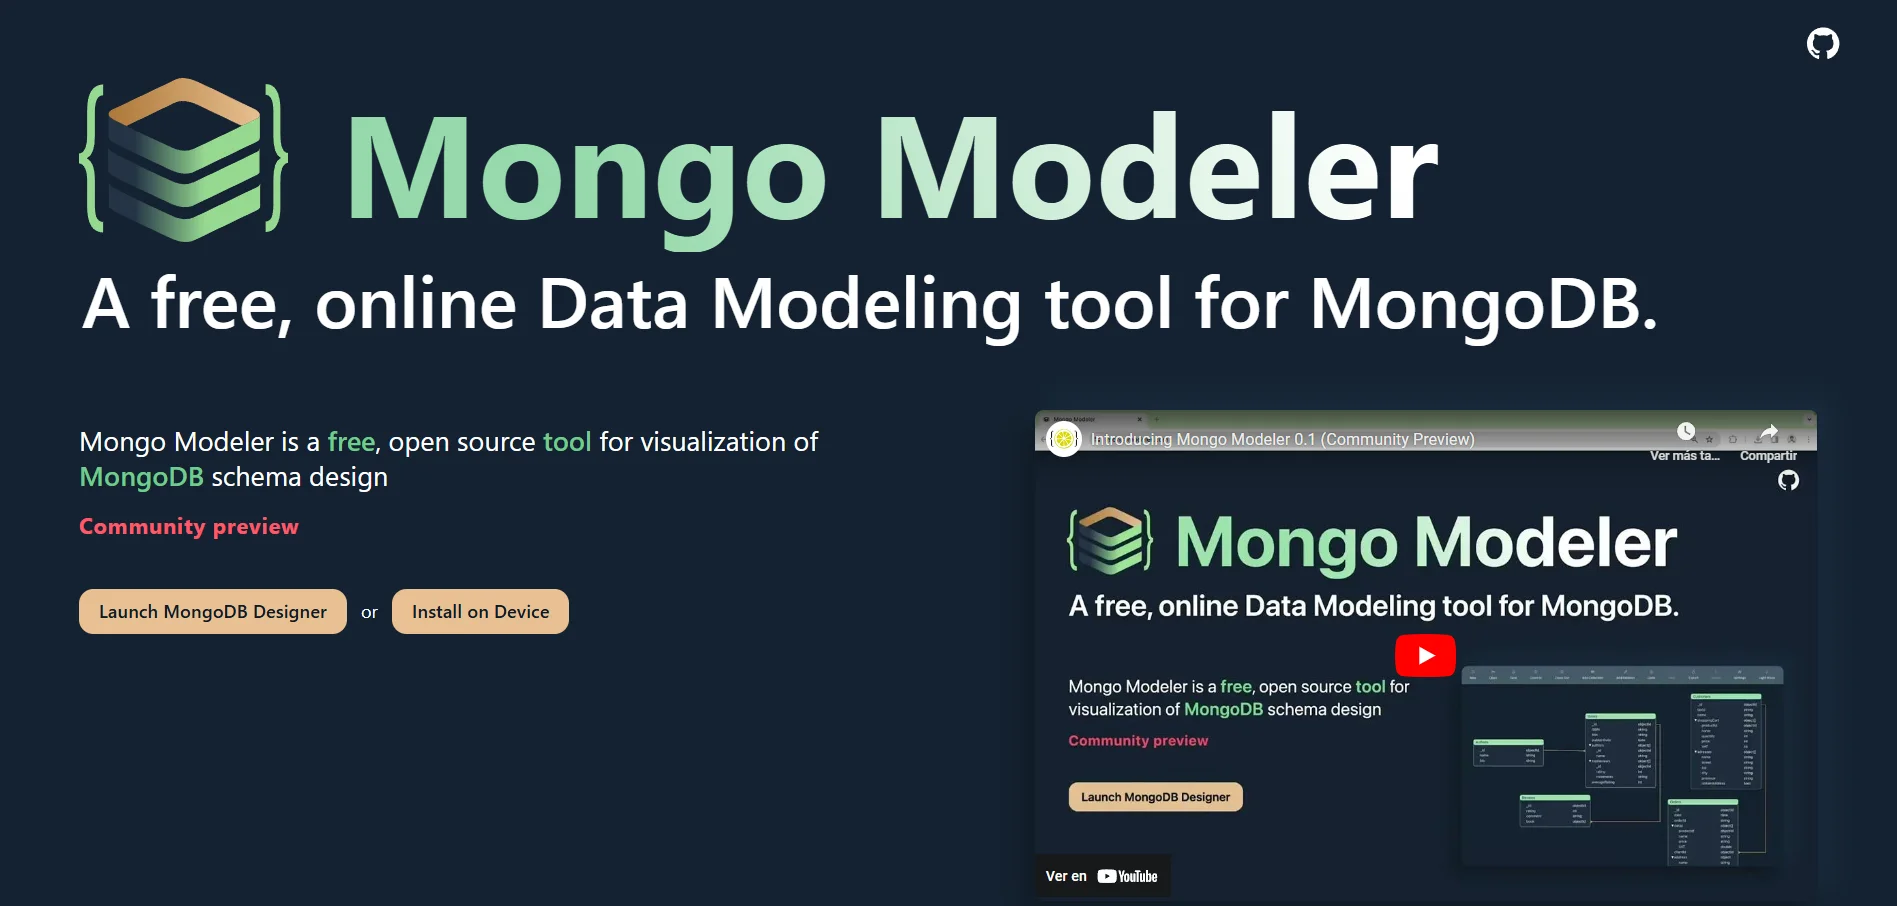 Mongo Modeler
A free, online Data Modeling tool for MongoDB.
Mongo Modeler is a free, open source tool for visualization of
MongoDB schema design
Community preview
Launch MongoDB Designer or Install on Device
Mongo Modeler
Introducing Mongo Modeler 0.1 (Community Preview)
Ver más ta... Compartir
Mongo Modeler
A free, online Data Modeling tool for MongoDB.
Mongo Modeler is a free, open source tool for
visualization of MongoDB schema design
Community preview
Launch MongoDB Designer
Ver en YouTube